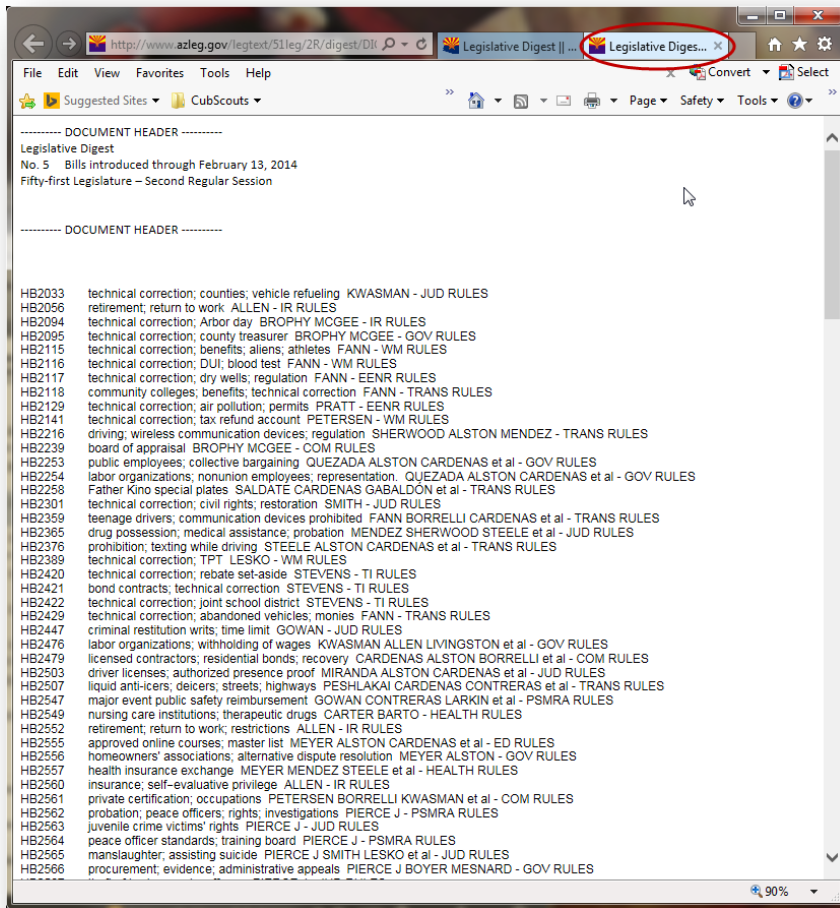 http://www.azleg.gov/legtext/51leg/2R/digest/DI
Legislative Digest || ...
Legislative Diges...
File Edit View Favorites Tools Help
Convert Select
Suggested Sites CubScouts
Page Safety Tools
---------- DOCUMENT HEADER ----------
Legislative Digest
No. 5 Bills introduced through February 13, 2014
Fifty-first Legislature – Second Regular Session
---------- DOCUMENT HEADER ----------
HB2033 technical correction; counties; vehicle refueling KWASMAN - JUD RULES
HB2056 retirement; return to work ALLEN - IR RULES
HB2094 technical correction; Arbor day BROPHY MCGEE - IR RULES
HB2095 technical correction; county treasurer BROPHY MCGEE - GOV RULES
HB2115 technical correction; benefits; aliens; athletes FANN - WM RULES
HB2116 technical correction; DUI; blood test FANN - WM RULES
HB2117 technical correction; dry wells; regulation FANN - EENR RULES
HB2118 community colleges; benefits; technical correction FANN - TRANS RULES
HB2129 technical correction; air pollution; permits PRATT - EENR RULES
HB2141 technical correction; tax refund account PETERSEN - WM RULES
HB2216 driving; wireless communication devices; regulation SHERWOOD ALSTON MENDEZ - TRANS RULES
HB2239 board of appraisal BROPHY MCGEE - COM RULES
HB2253 public employees; collective bargaining QUEZADA ALSTON CARDENAS et al - GOV RULES
HB2254 labor organizations; nonunion employees; representation. QUEZADA ALSTON CARDENAS et al - GOV RULES
HB2258 Father Kino special plates SALDATE CARDENAS GABALDÓN et al - TRANS RULES
HB2301 technical correction; civil rights; restoration SMITH - JUD RULES
HB2359 teenage drivers; communication devices prohibited FANN BORRELLI CARDENAS et al - TRANS RULES
HB2365 drug possession; medical assistance; probation MENDEZ SHERWOOD STEELE et al - JUD RULES
HB2376 prohibition; texting while driving STEELE ALSTON CARDENAS et al - TRANS RULES
HB2389 technical correction; TPT LESKO - WM RULES
HB2420 technical correction; rebate set-aside STEVENS - TI RULES
HB2421 bond contracts; technical correction STEVENS - TI RULES
HB2422 technical correction; joint school district STEVENS - TI RULES
HB2429 technical correction; abandoned vehicles; monies FANN - TRANS RULES
HB2447 criminal restitution writs; time limit GOWAN - JUD RULES
HB2476 labor organizations; withholding of wages KWASMAN ALLEN LIVINGSTON et al - GOV RULES
HB2479 licensed contractors; residential bonds; recovery CARDENAS ALSTON BORRELLI et al - COM RULES
HB2503 driver licenses; authorized presence proof MIRANDA ALSTON CARDENAS et al - JUD RULES
HB2507 liquid anti-icers; deicers; streets; highways PESHLAKAI CARDENAS CONTRERAS et al - TRANS RULES
HB2547 major event public safety reimbursement GOWAN CONTRERAS LARKIN et al - PSMRA RULES
HB2549 nursing care institutions; therapeutic drugs CARTER BARTO - HEALTH RULES
HB2552 retirement; return to work; restrictions ALLEN - IR RULES
HB2555 approved online courses; master list MEYER ALSTON CARDENAS et al - ED RULES
HB2556 homeowners' associations; alternative dispute resolution MEYER ALSTON - GOV RULES
HB2557 health insurance exchange MEYER MENDEZ STEELE et al - HEALTH RULES
HB2560 insurance; self–evaluative privilege ALLEN - IR RULES
HB2561 private certification; occupations PETERSEN BORRELLI KWASMAN et al - COM RULES
HB2562 probation; peace officers; rights; investigations PIERCE J - PSMRA RULES
HB2563 juvenile crime victims' rights PIERCE J - JUD RULES
HB2564 peace officer standards; training board PIERCE J - PSMRA RULES
HB2565 manslaughter; assisting suicide PIERCE J SMITH LESKO et al - JUD RULES
HB2566 procurement; evidence; administrative appeals PIERCE J BOYER MESNARD - GOV RULES
90%